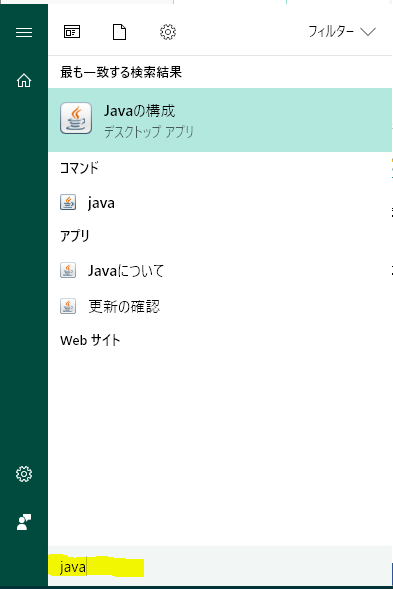 フィルター
最も一致する検索結果
Javaの構成
デスクトップ アプリ
コマンド
java
アプリ
Javaについて
更新の確認
Web サイト
java